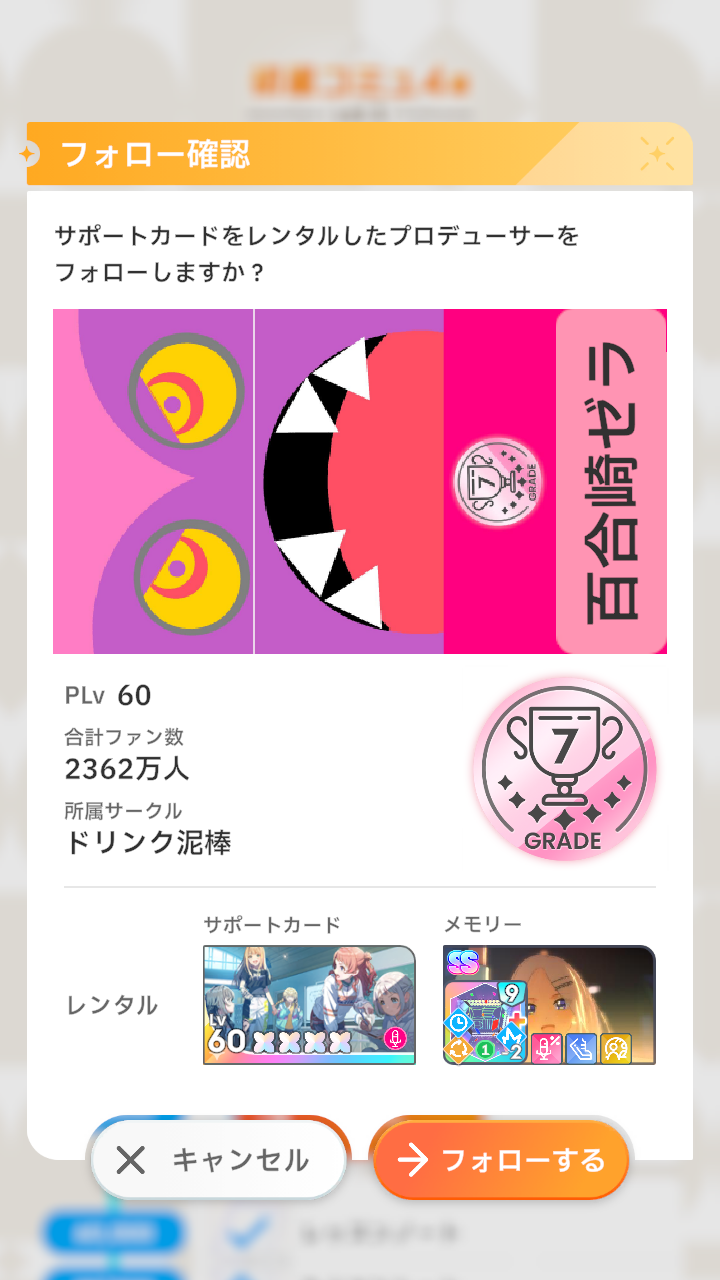 フォロー確認
サポートカードをレンタルしたプロデューサーを
フォローしますか？
百合崎ゼラ
7
GRADE
PLv 60
合計ファン数
2362万人
所属サークル
ドリンク泥棒
7
GRADE
サポートカード
メモリー
レンタル
60
SS
9
1
2
%
キャンセル
フォローする